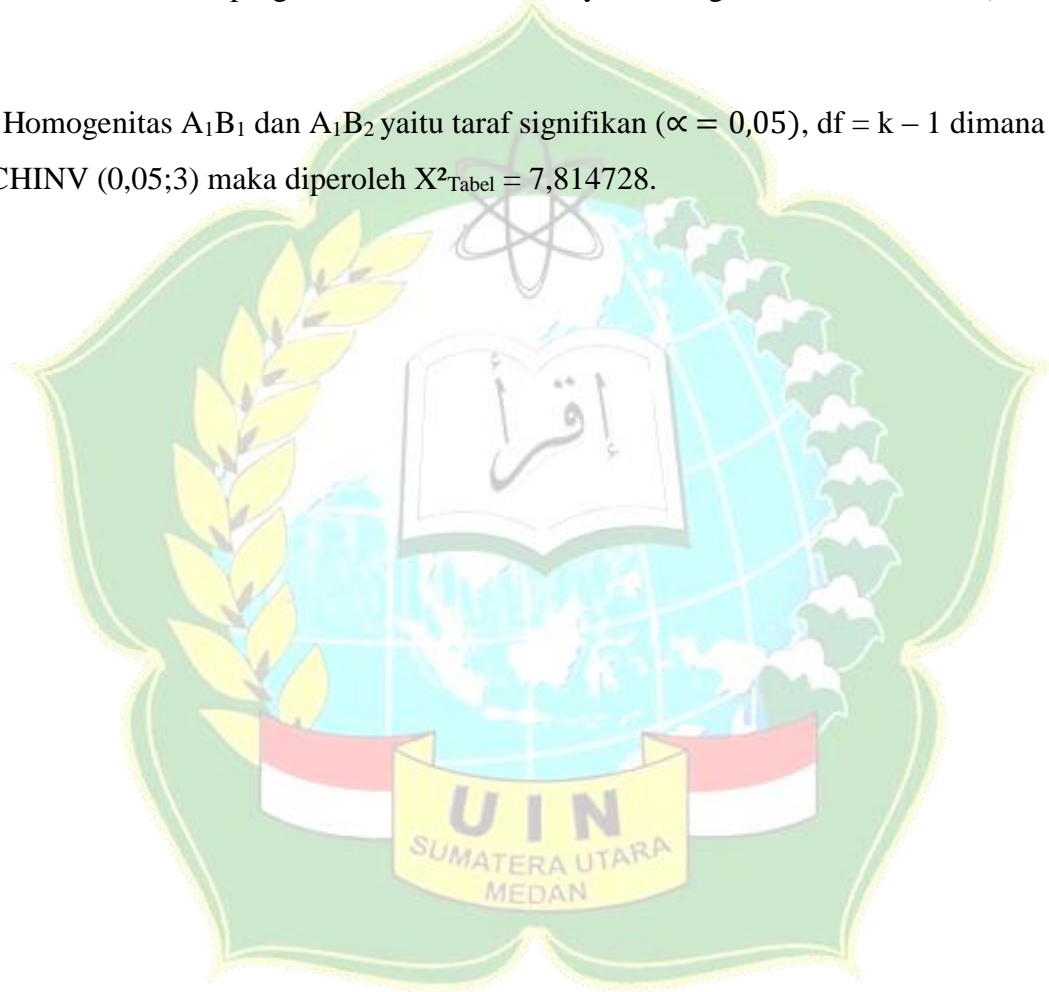 Homogenitas A₁B₁ dan A₁B₂ yaitu taraf signifikan (∝ = 0,05), df = k – 1 dimana
CHINV (0,05;3) maka diperoleh X²Tabel = 7,814728.
إقرأ
UIN
SUMATERA UTARA
MEDAN